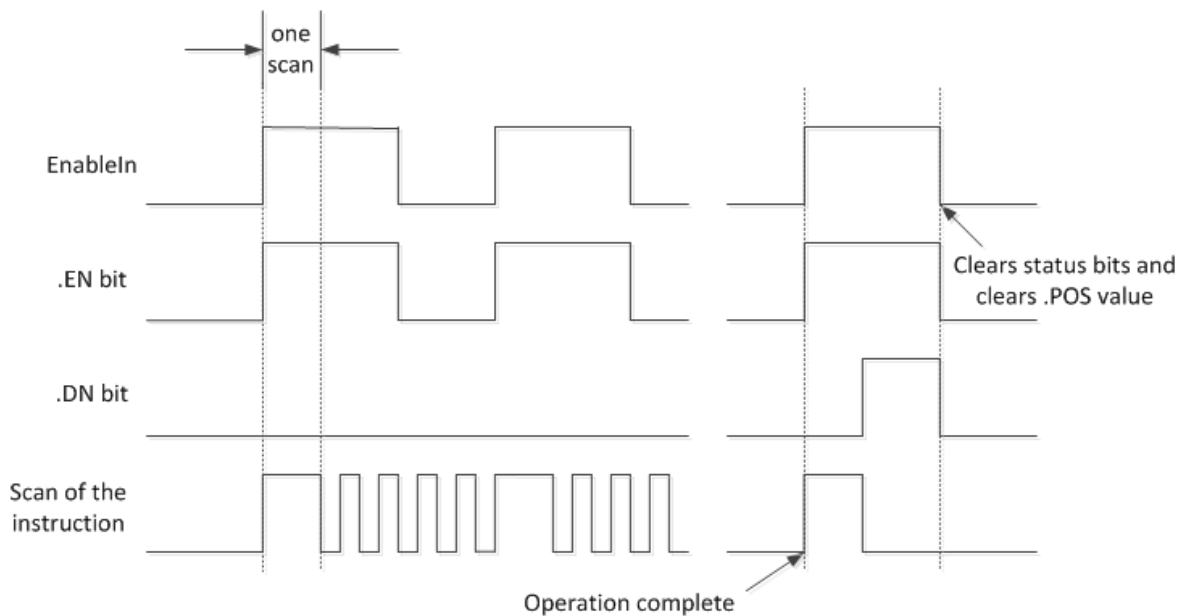 one
scan
EnableIn
.EN bit
Clears status bits and
clears .POS value
.DN bit
Scan of the
instruction
Operation complete